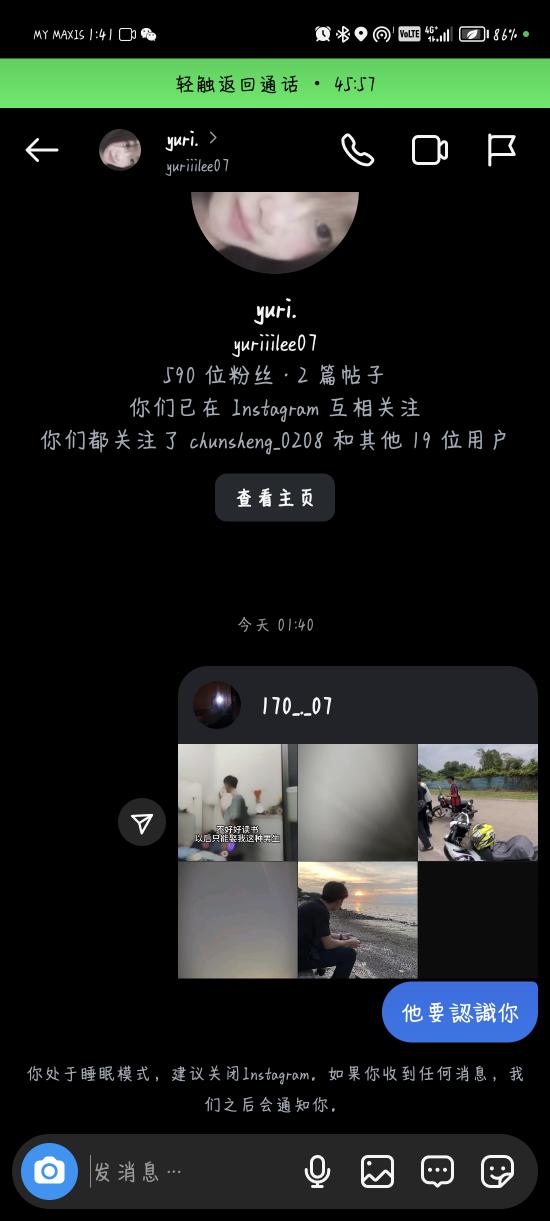 MY MAXIS 1:41
VoLTE 4G+ 86%
轻触返回通话 · 45:57
yuri.
yuriiilee07
yuri.
yuriiilee07
590 位粉丝 · 2 篇帖子
你们已在 Instagram 互相关注
你们都关注了 chunsheng_0208 和其他 19 位用户
查看主页
今天 01:40
170_._07
不好好读书
以后只能娶我这种男生
他要認識你
你处于睡眠模式，建议关闭Instagram。如果你收到任何消息，我
们之后会通知你。
发消息…